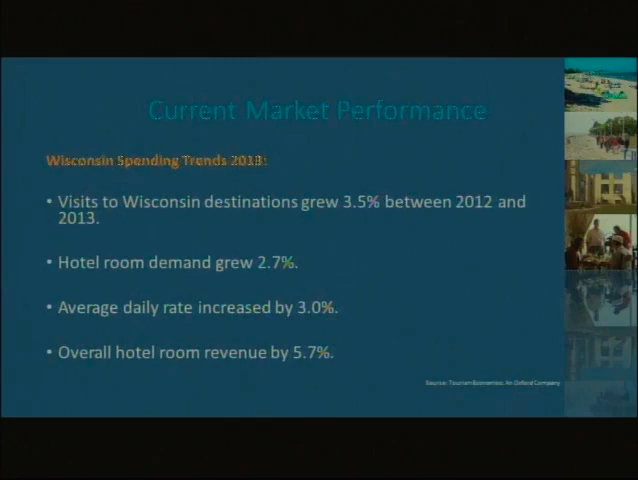 Current Market Performance
Wisconsin Spending Trends 2013:
• Visits to Wisconsin destinations grew 3.5% between 2012 and
2013.
• Hotel room demand grew 2.7%.
• Average daily rate increased by 3.0%.
• Overall hotel room revenue by 5.7%.
Source: Tourism Economics: An Oxford Company